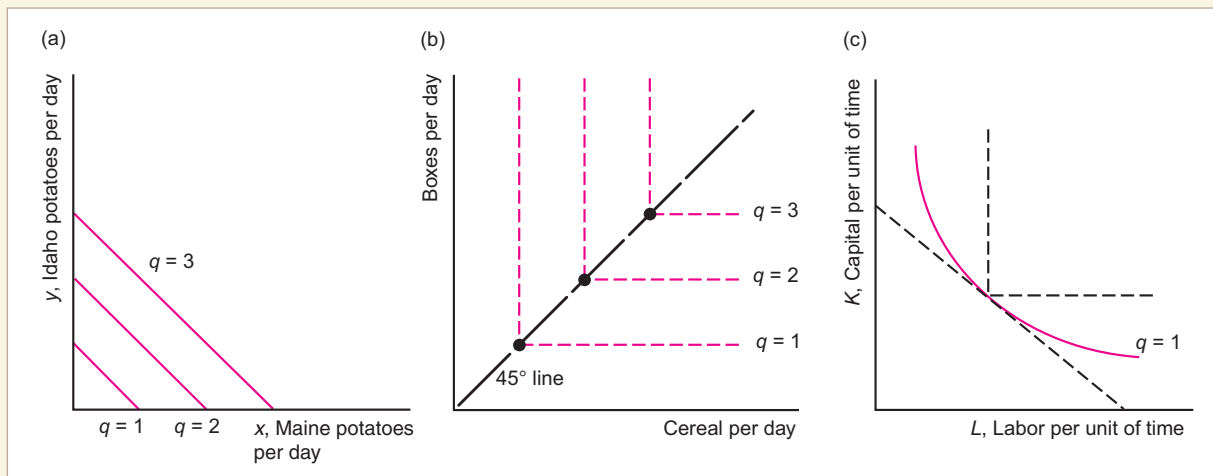 (a)
y, Idaho potatoes per day
q = 3
q = 1
q = 2
x, Maine potatoes
per day
(b)
Boxes per day
q = 3
q = 2
q = 1
45° line
Cereal per day
(c)
K, Capital per unit of time
q = 1
L, Labor per unit of time